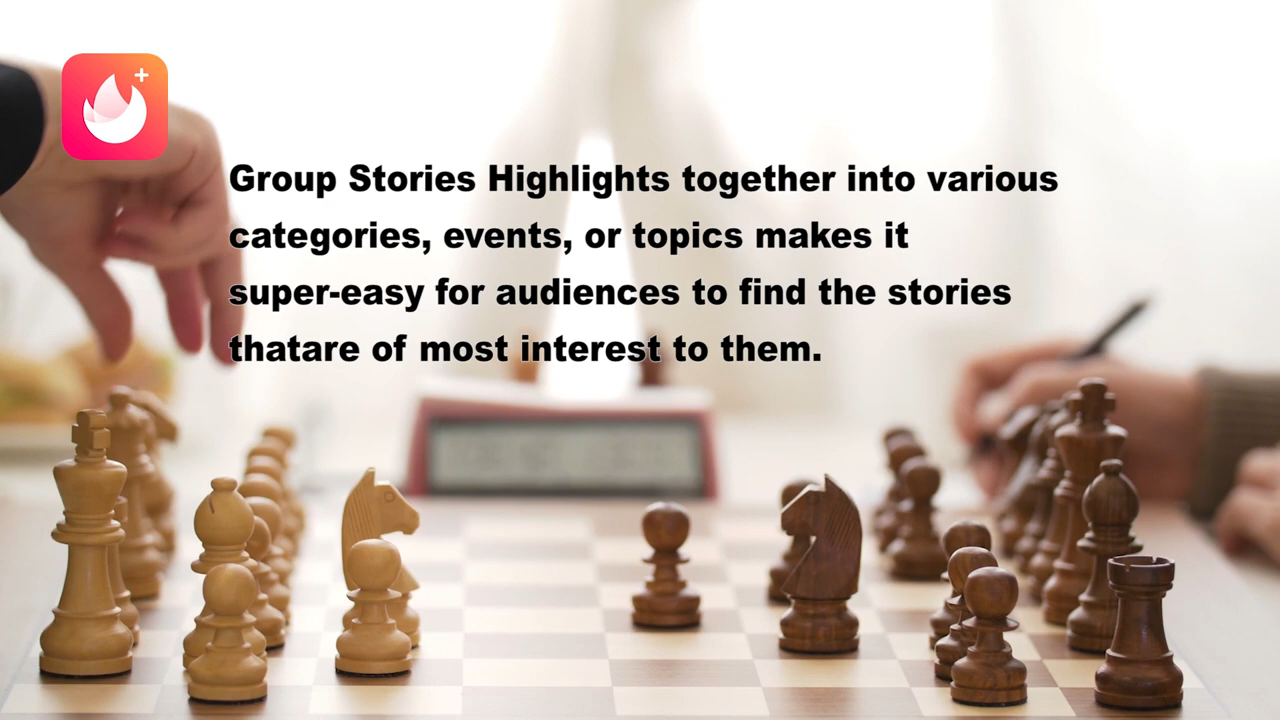 Group Stories Highlights together into various
categories, events, or topics makes it
super-easy for audiences to find the stories
thatare of most interest to them.